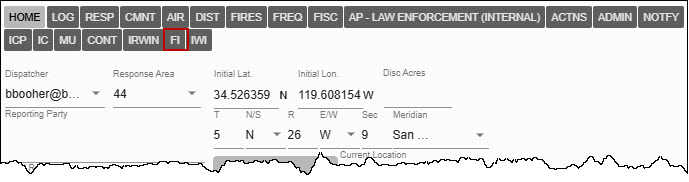 HOME LOG RESP CMNT AIR DIST FIRES FREQ FISC AP - LAW ENFORCEMENT (INTERNAL) ACTNS ADMIN NOTFY
ICP IC MU CONT IRWIN FI IWI
Dispatcher Response Area Initial Lat. Initial Lon. Disc Acres
bbooher@b... 44 34.526359 N 119.608154 W
Reporting Party T N/S R E/W Sec Meridian
5 N 26 W 9 San ...
Current Location